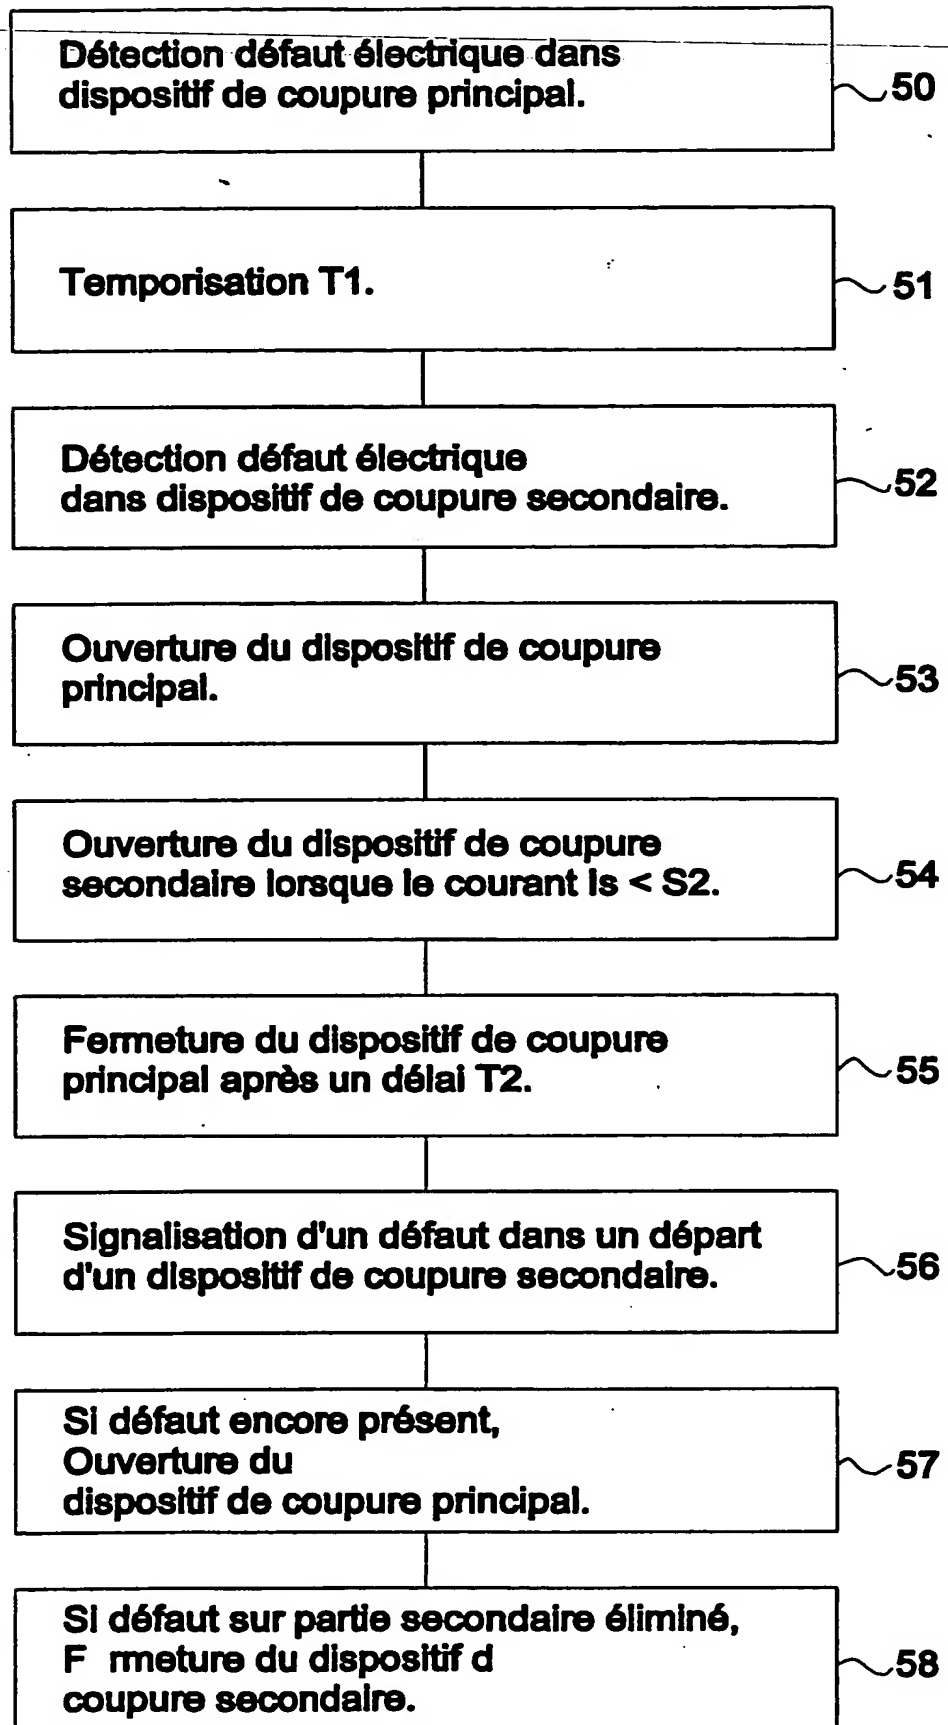 Détection défaut électrique dans
dispositif de coupure principal.
50
Temporisation T1.
51
Détection défaut électrique
dans dispositif de coupure secondaire.
52
Ouverture du dispositif de coupure
principal.
53
Ouverture du dispositif de coupure
secondaire lorsque le courant Is < S2.
54
Fermeture du dispositif de coupure
principal après un délai T2.
55
Signalisation d'un défaut dans un départ
d'un dispositif de coupure secondaire.
56
Si défaut encore présent,
Ouverture du
dispositif de coupure principal.
57
Si défaut sur partie secondaire éliminé,
F rmeture du dispositif d
coupure secondaire.
58